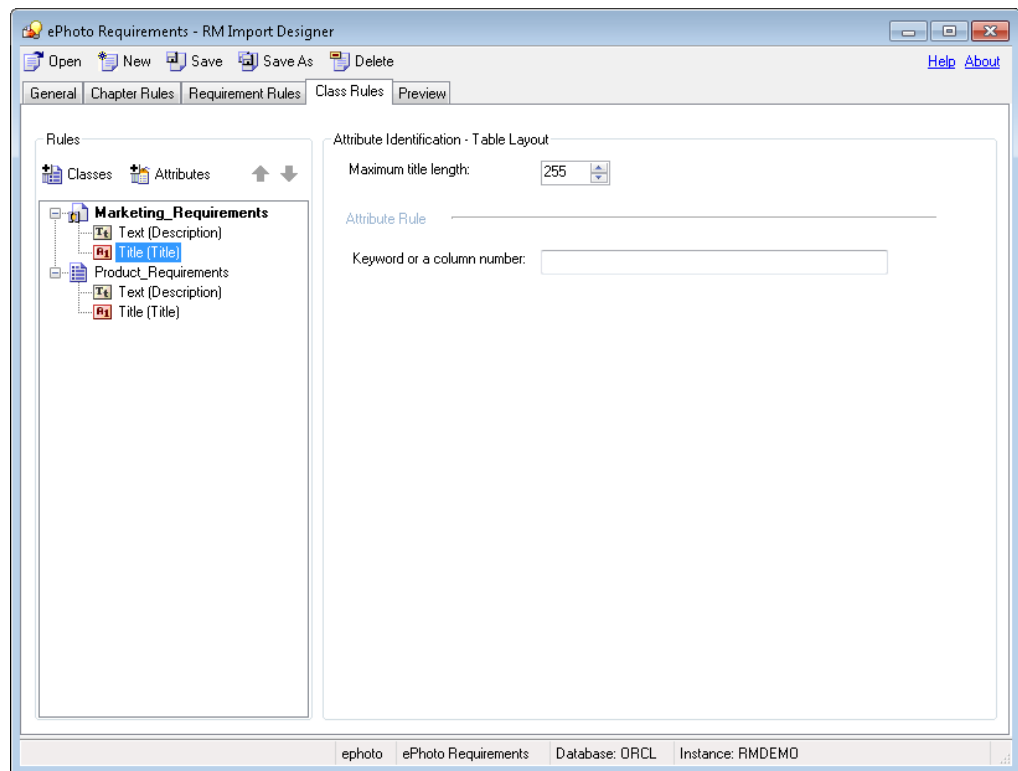 ePhoto Requirements - RM Import Designer
Open New Save Save As Delete Help About
General Chapter Rules Requirement Rules Class Rules Preview
Rules
Classes Attributes
Marketing_Requirements
Text (Description)
Title (Title)
Product_Requirements
Text (Description)
Title (Title)
Attribute Identification - Table Layout
Maximum title length: 255
Attribute Rule
Keyword or a column number:
ephoto ePhoto Requirements Database: ORCL Instance: RMDEMO